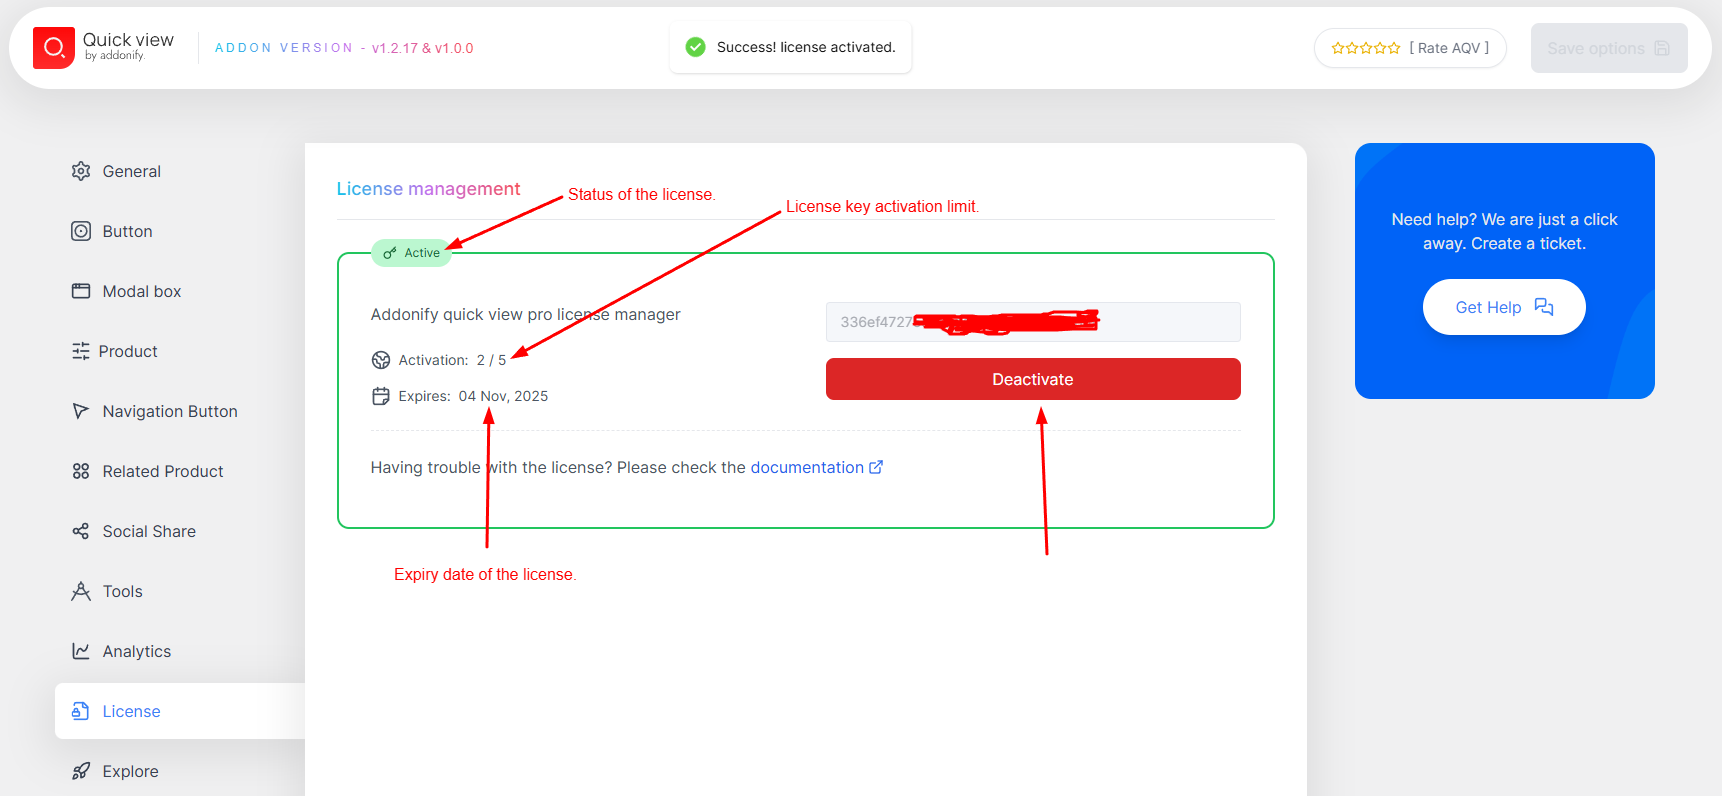 Quick view
by addonify.
ADDON VERSION - v1.2.17 & v1.0.0
Success! license activated.
[ Rate AQV ]
Save options
General
Button
Modal box
Product
Navigation Button
Related Product
Social Share
Tools
Analytics
License
Explore
License management
Status of the license.
License key activation limit.
Active
Addonify quick view pro license manager
336ef472
Activation: 2 / 5
Deactivate
Expires: 04 Nov, 2025
Having trouble with the license? Please check the documentation
Expiry date of the license.
Need help? We are just a click
away. Create a ticket.
Get Help